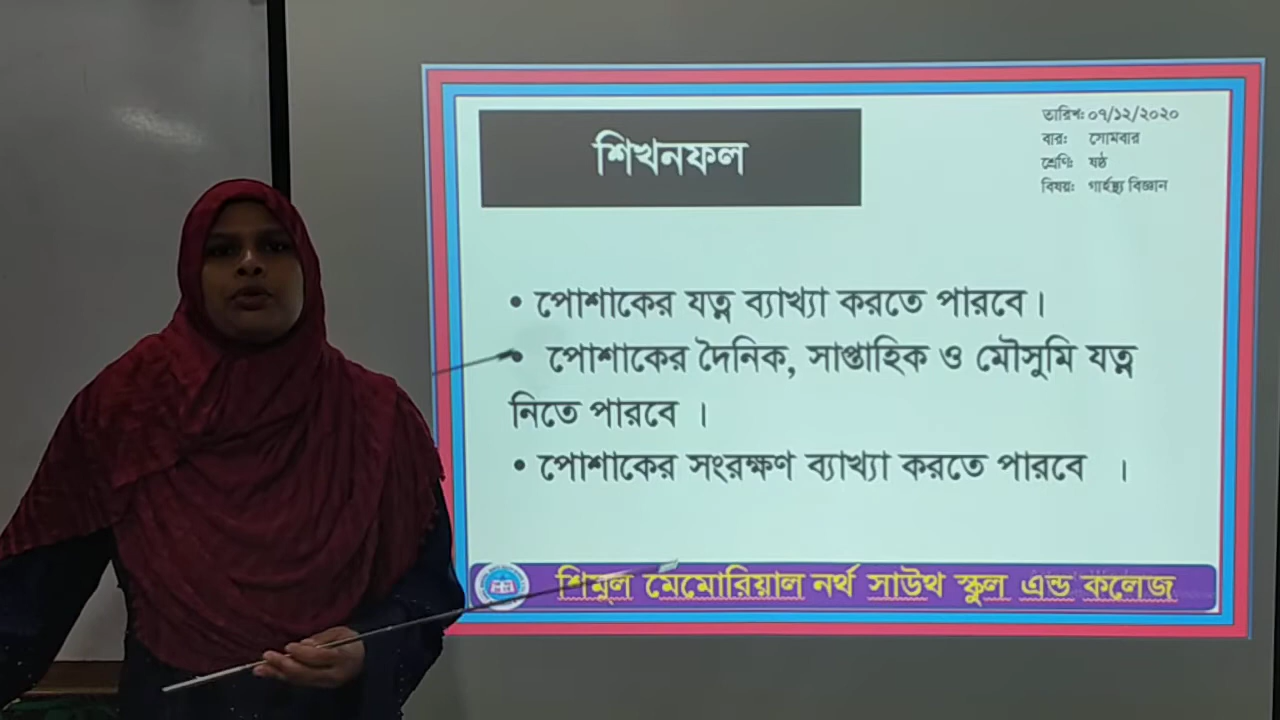 শিখনফল
তারিখ: ০৭/১২/২০২০
বার: সোমবার
শ্রেণি: ষষ্ঠ
বিষয়: গার্হস্থ্য বিজ্ঞান
• পোশাকের যত্ন ব্যাখ্যা করতে পারবে।
• পোশাকের দৈনিক, সাপ্তাহিক ও মৌসুমি যত্ন
নিতে পারবে ।
• পোশাকের সংরক্ষণ ব্যাখ্যা করতে পারবে ।
শিমুল মেমোরিয়াল নর্থ সাউথ স্কুল এন্ড কলেজ